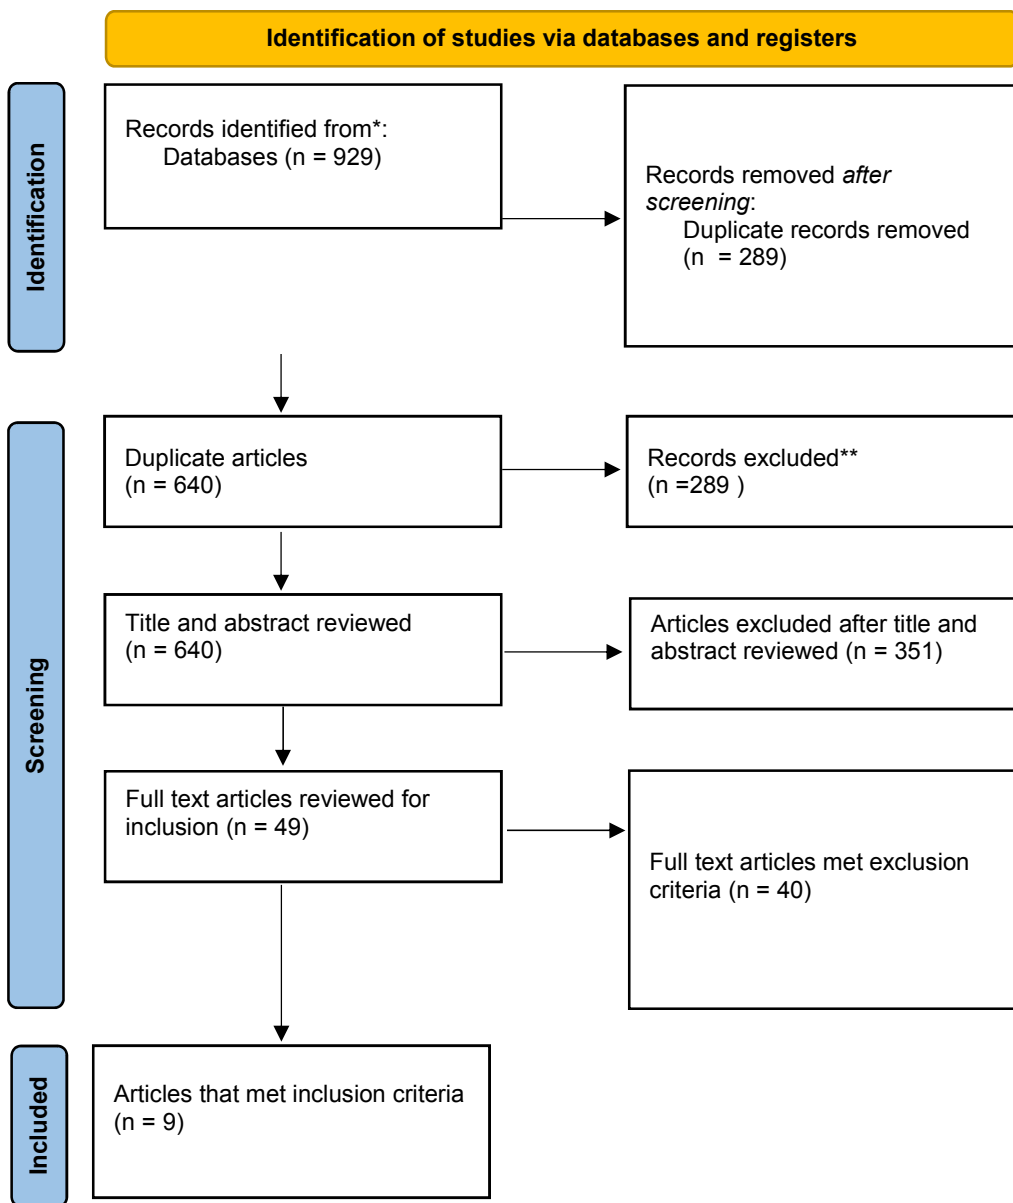 Identification of studies via databases and registers
Identification
Records identified from*:
Databases (n = 929)
Records removed after
screening:
Duplicate records removed
(n  = 289)
Screening
Duplicate articles
(n = 640)
Records excluded**
(n =289 )
Title and abstract reviewed
(n = 640)
Articles excluded after title and
abstract reviewed (n = 351)
Full text articles reviewed for
inclusion (n = 49)
Full text articles met exclusion
criteria (n = 40)
Included
Articles that met inclusion criteria
(n = 9)